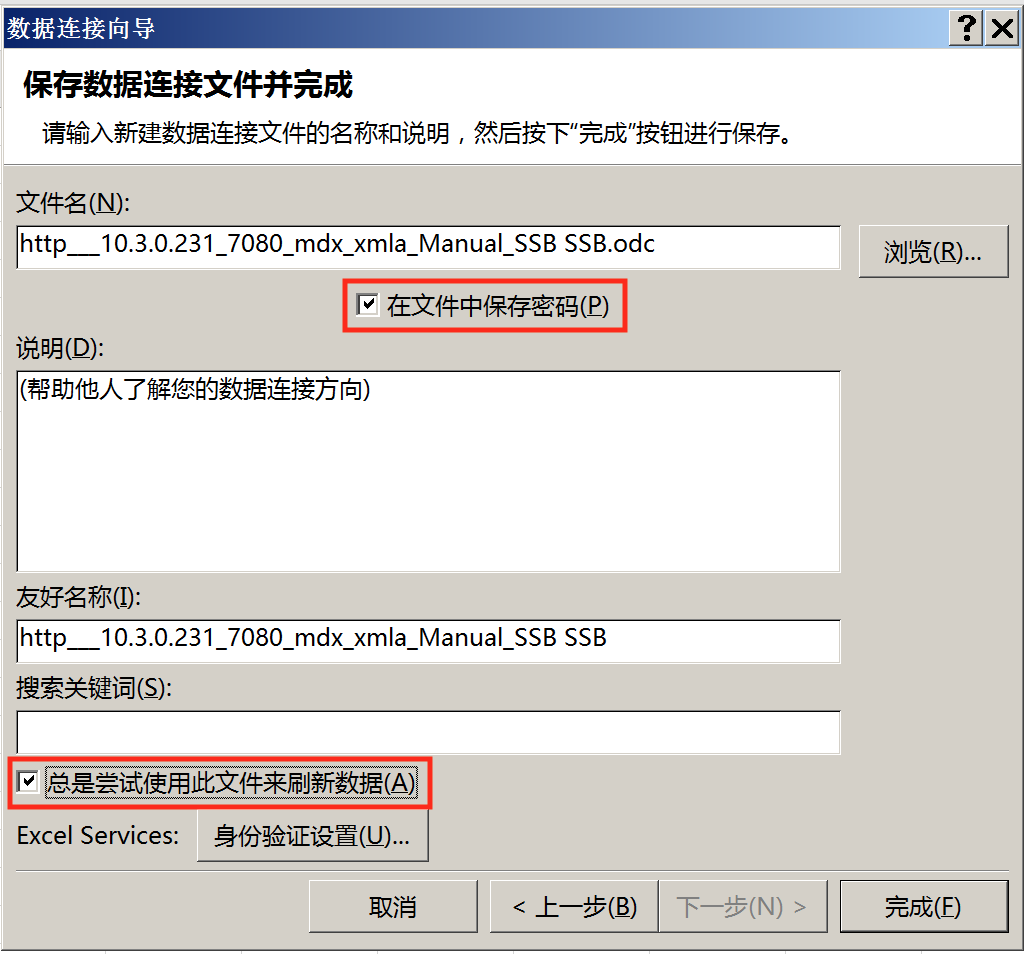 数据连接向导
保存数据连接文件并完成
请输入新建数据连接文件的名称和说明，然后按下“完成”按钮进行保存。
文件名(N):
http___10.3.0.231_7080_mdx_xmla_Manual_SSB SSB.odc
浏览(R)...
在文件中保存密码(P)
说明(D):
(帮助他人了解您的数据连接方向)
友好名称(I):
http___10.3.0.231_7080_mdx_xmla_Manual_SSB SSB
搜索关键词(S):
总是尝试使用此文件来刷新数据(A)
Excel Services: 身份验证设置(U)...
取消 < 上一步(B) 下一步(N) > 完成(F)